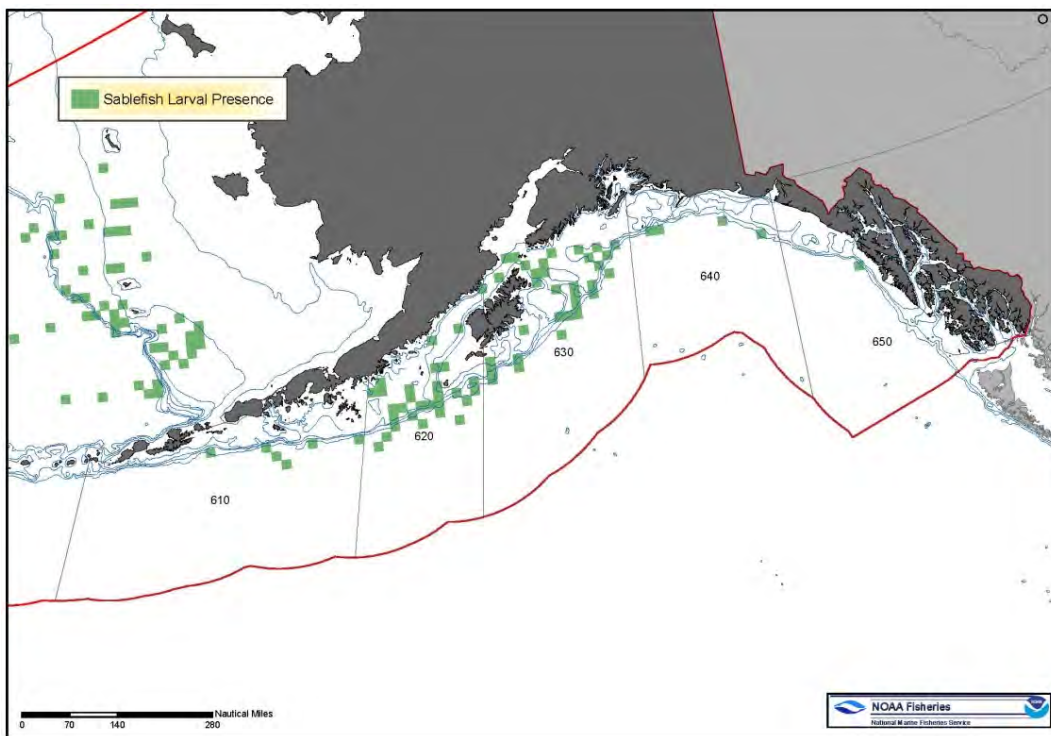 Sablefish Larval Presence
640
650
630
620
610
Nautical Miles
0 70 140 280
NOAA Fisheries
National Marine Fisheries Service